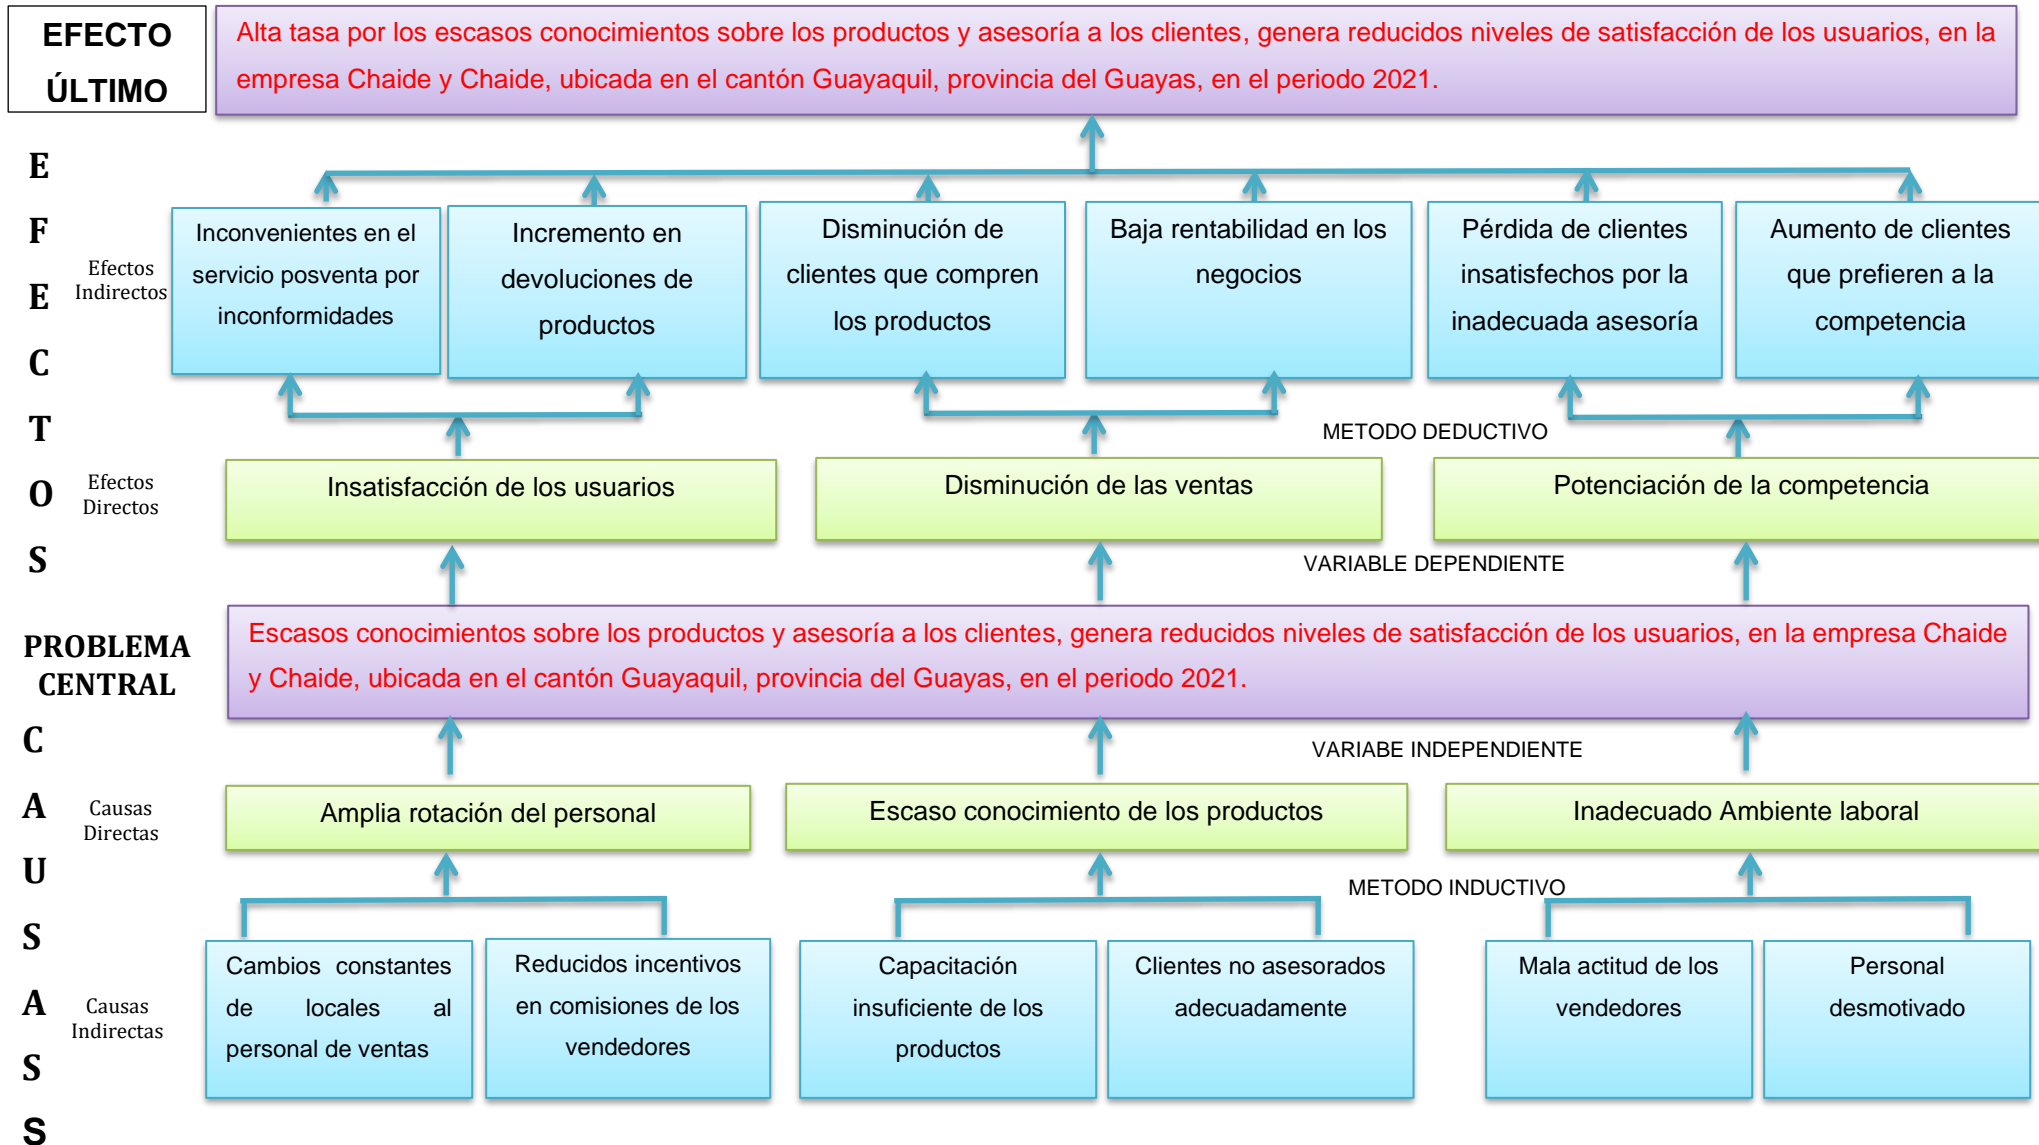 EFECTO
ÚLTIMO
Alta tasa por los escasos conocimientos sobre los productos y asesoría a los clientes, genera reducidos niveles de satisfacción de los usuarios, en la
empresa Chaide y Chaide, ubicada en el cantón Guayaquil, provincia del Guayas, en el periodo 2021.
E
F
E
C
T
O
S
Efectos
Indirectos
Inconvenientes en el
servicio posventa por
inconformidades
Incremento en
devoluciones de
productos
Disminución de
clientes que compren
los productos
Baja rentabilidad en los
negocios
Pérdida de clientes
insatisfechos por la
inadecuada asesoría
Aumento de clientes
que prefieren a la
competencia
METODO DEDUCTIVO
Efectos
Directos
Insatisfacción de los usuarios
Disminución de las ventas
Potenciación de la competencia
VARIABLE DEPENDIENTE
PROBLEMA
CENTRAL
Escasos conocimientos sobre los productos y asesoría a los clientes, genera reducidos niveles de satisfacción de los usuarios, en la empresa Chaide
y Chaide, ubicada en el cantón Guayaquil, provincia del Guayas, en el periodo 2021.
C
A
U
S
A
S
S
VARIABE INDEPENDIENTE
Causas
Directas
Amplia rotación del personal
Escaso conocimiento de los productos
Inadecuado Ambiente laboral
METODO INDUCTIVO
Causas
Indirectas
Cambios constantes
de locales al
personal de ventas
Reducidos incentivos
en comisiones de los
vendedores
Capacitación
insuficiente de los
productos
Clientes no asesorados
adecuadamente
Mala actitud de los
vendedores
Personal
desmotivado